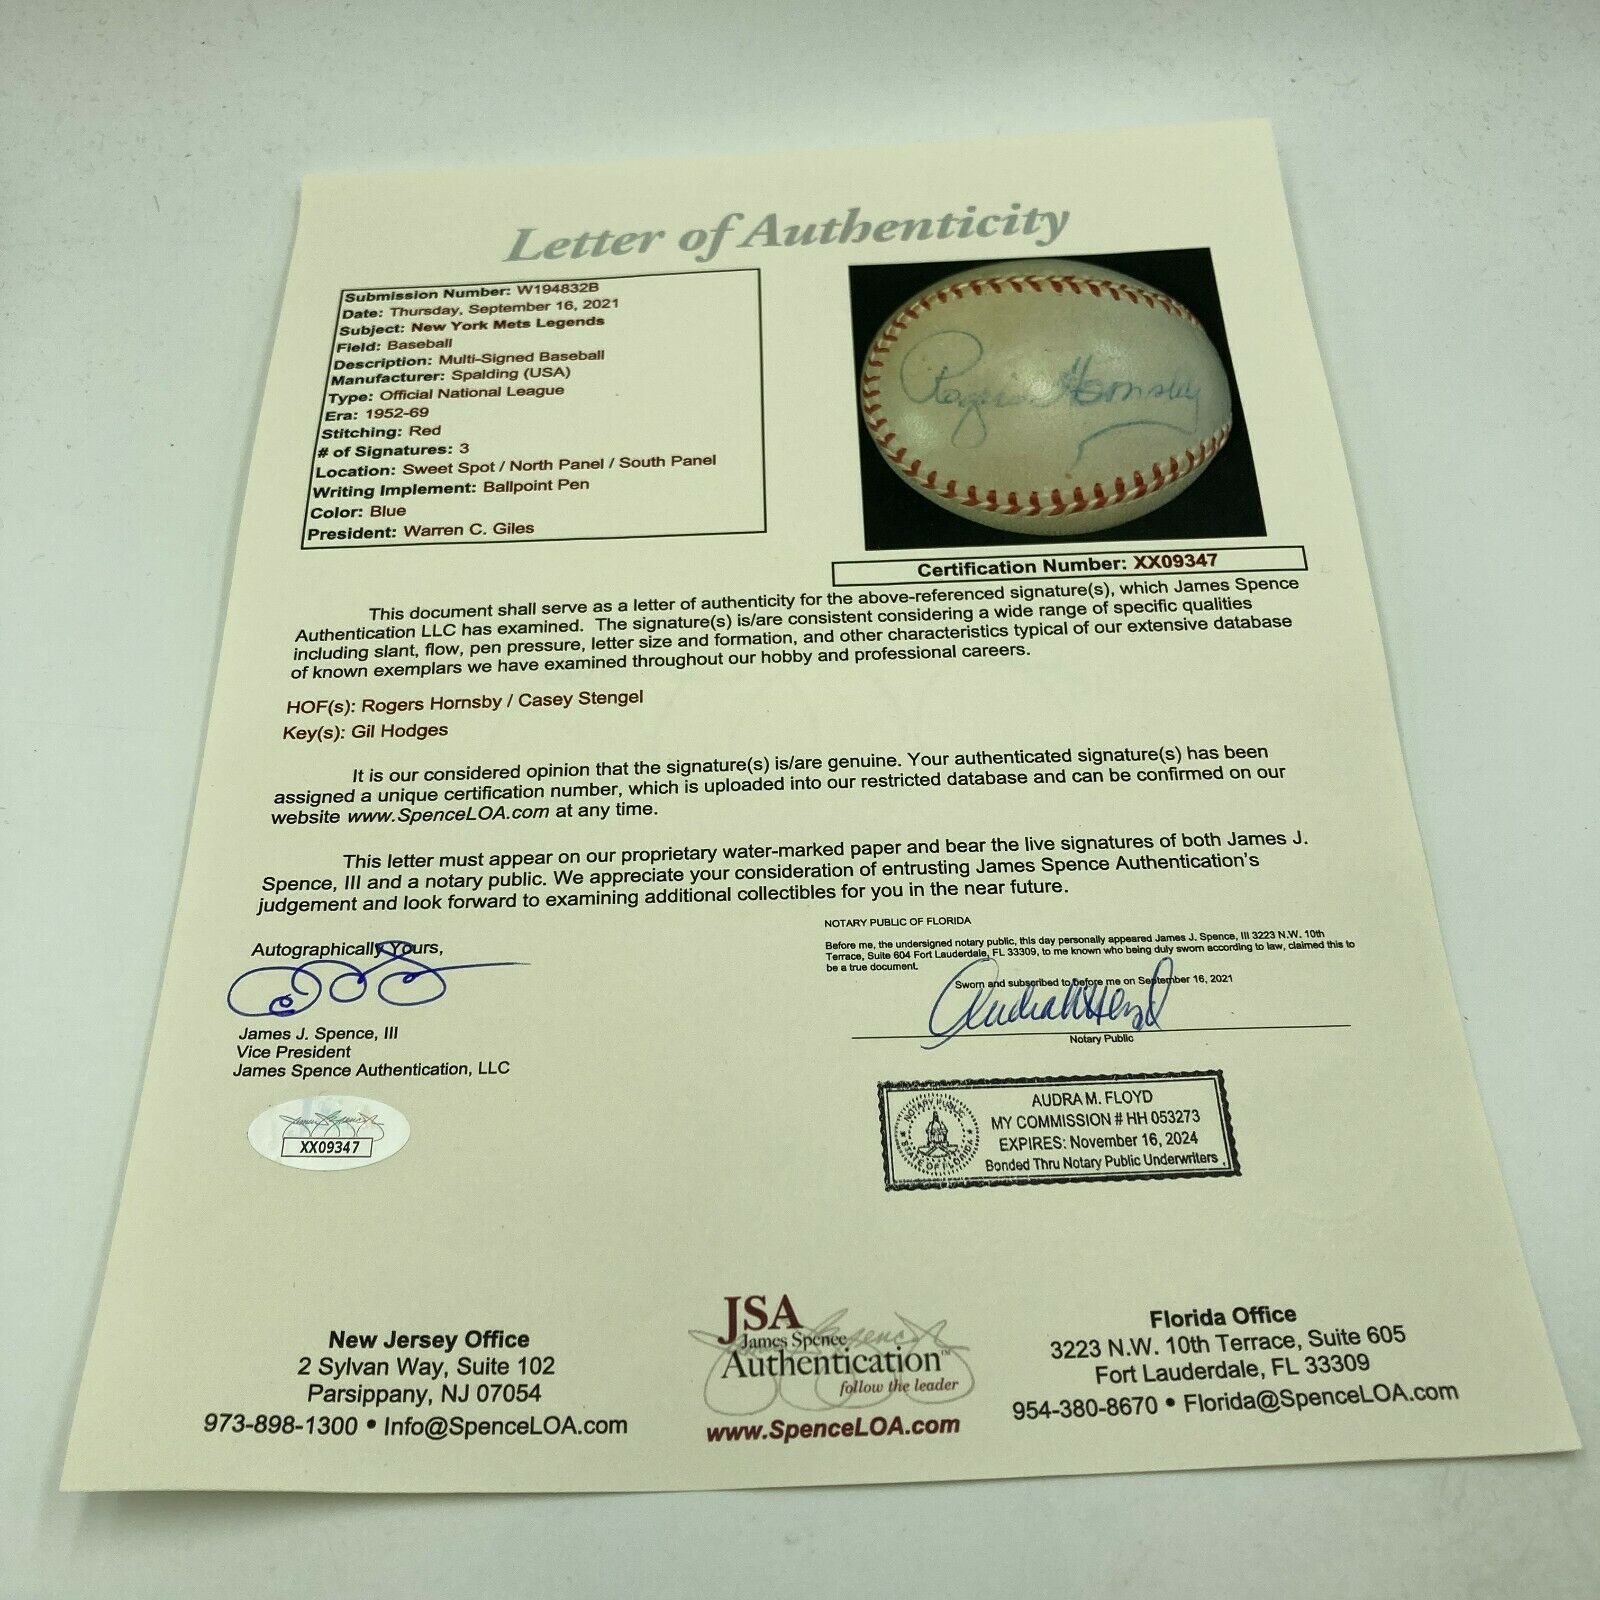 Letter of Authenticity
Submission Number: W194832B
Date: Thursday, September 16, 2021
Subject: New York Mets Legends
Field: Baseball
Description: Multi-Signed Baseball
Manufacturer: Spalding (USA)
Type: Official National League
Era: 1952-69
Stitching: Red
# of Signatures: 3
Location: Sweet Spot / North Panel / South Panel
Writing Implement: Ballpoint Pen
Color: Blue
President: Warren C. Giles
Rogers Hornsby
Certification Number: XX09347
This document shall serve as a letter of authenticity for the above-referenced signature(s), which James Spence
Authentication LLC has examined. The signature(s) is/are consistent considering a wide range of specific qualities
including slant, flow, pen pressure, letter size and formation, and other characteristics typical of our extensive database
of known exemplars we have examined throughout our hobby and professional careers.
HOF(s): Rogers Hornsby / Casey Stengel
Key(s): Gil Hodges
It is our considered opinion that the signature(s) is/are genuine. Your authenticated signature(s) has been
assigned a unique certification number, which is uploaded into our restricted database and can be confirmed on our
website www.SpenceLOA.com at any time.
This letter must appear on our proprietary water-marked paper and bear the live signatures of both James J.
Spence, III and a notary public. We appreciate your consideration of entrusting James Spence Authentication's
judgement and look forward to examining additional collectibles for you in the near future.
NOTARY PUBLIC OF FLORIDA
Before me, the undersigned notary public, this day personally appeared James J. Spence, III 3223 N.W. 10th
Terrace, Suite 604 Fort Lauderdale, FL 33309, to me known who being duly sworn according to law, claimed this to
be a true document.
Sworn and subscribed to before me on September 16, 2021
Notary Public
Autographically Yours,
James J. Spence, III
Vice President
James Spence Authentication, LLC
XX09347
NOTARY PUBLIC
STATE OF FLORIDA
AUDRA M. FLOYD
MY COMMISSION # HH 053273
EXPIRES: November 16, 2024
Bonded Thru Notary Public Underwriters
New Jersey Office
2 Sylvan Way, Suite 102
Parsippany, NJ 07054
973-898-1300 • Info@SpenceLOA.com
JSA
James Spence
Authentication™
follow the leader
www.SpenceLOA.com
Florida Office
3223 N.W. 10th Terrace, Suite 605
Fort Lauderdale, FL 33309
954-380-8670 • Florida@SpenceLOA.com